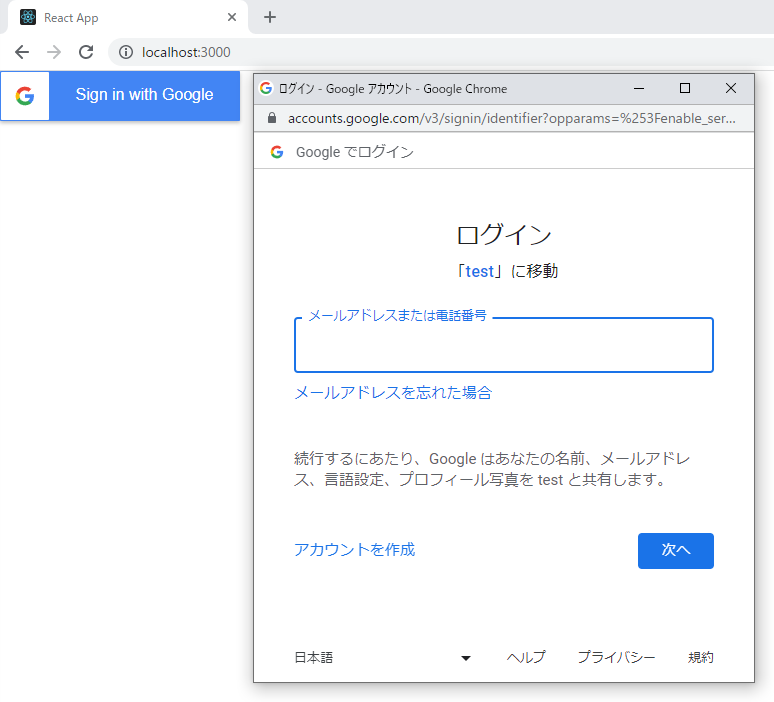 React App
localhost:3000
Sign in with Google
ログイン - Google アカウント - Google Chrome
accounts.google.com/v3/signin/identifier?opparams=%253Fenable_ser...
Google でログイン
ログイン
「test」に移動
メールアドレスまたは電話番号
メールアドレスを忘れた場合
続行するにあたり、Google はあなたの名前、メールアドレ
ス、言語設定、プロフィール写真を test と共有します。
アカウントを作成
次へ
日本語
ヘルプ
プライバシー
規約